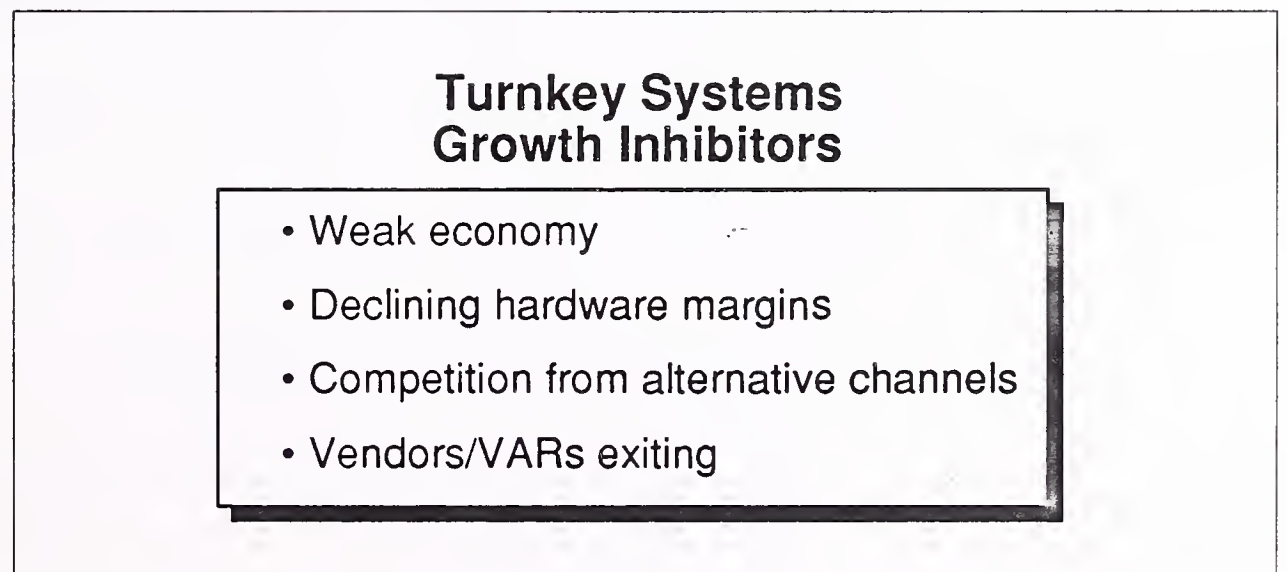 Turnkey Systems
Growth Inhibitors
• Weak economy
• Declining hardware margins
• Competition from alternative channels
• Vendors/VARs exiting